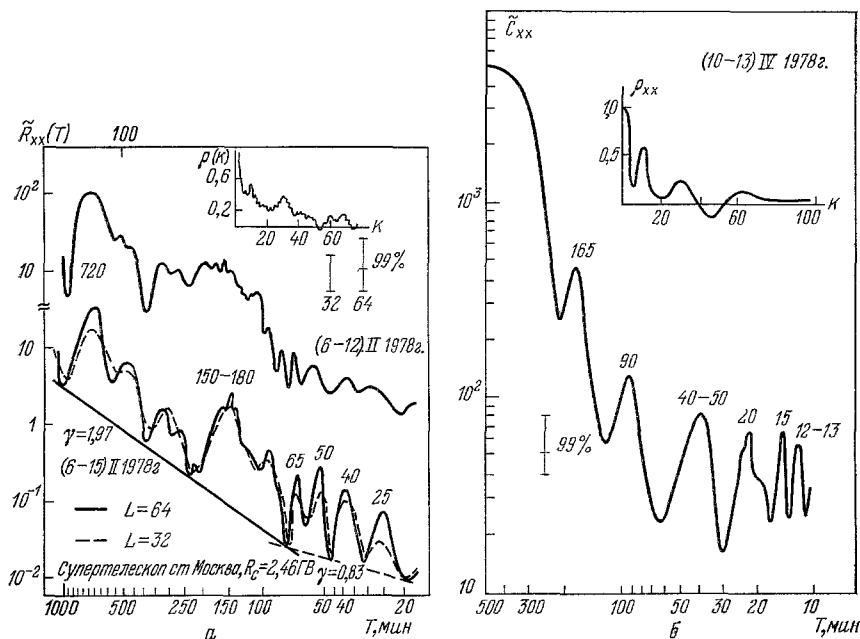 R̃xx(T)
100
ρ(к)
0,6
0,2
20 40 60 к
10²
10
720
99%
32 64
(6-12) II 1978г.
10
1
10⁻¹
10⁻²
150-180
65 50 40 25
γ=1,97
(6-15) II 1978г
L=64
L=32
Супертелескоп ст Москва, Rс=2,46ГВ γ=0,83
1000 500 250 150 100 50 40 20
а
T, мин
C̃xx
(10-13) IV 1978г.
ρxx
1,0
0,5
20 60 100 к
10³
10²
10
165
90
40-50
20
15
12-13
99%
500 300 100 80 50 30 20 10
б
T, мин